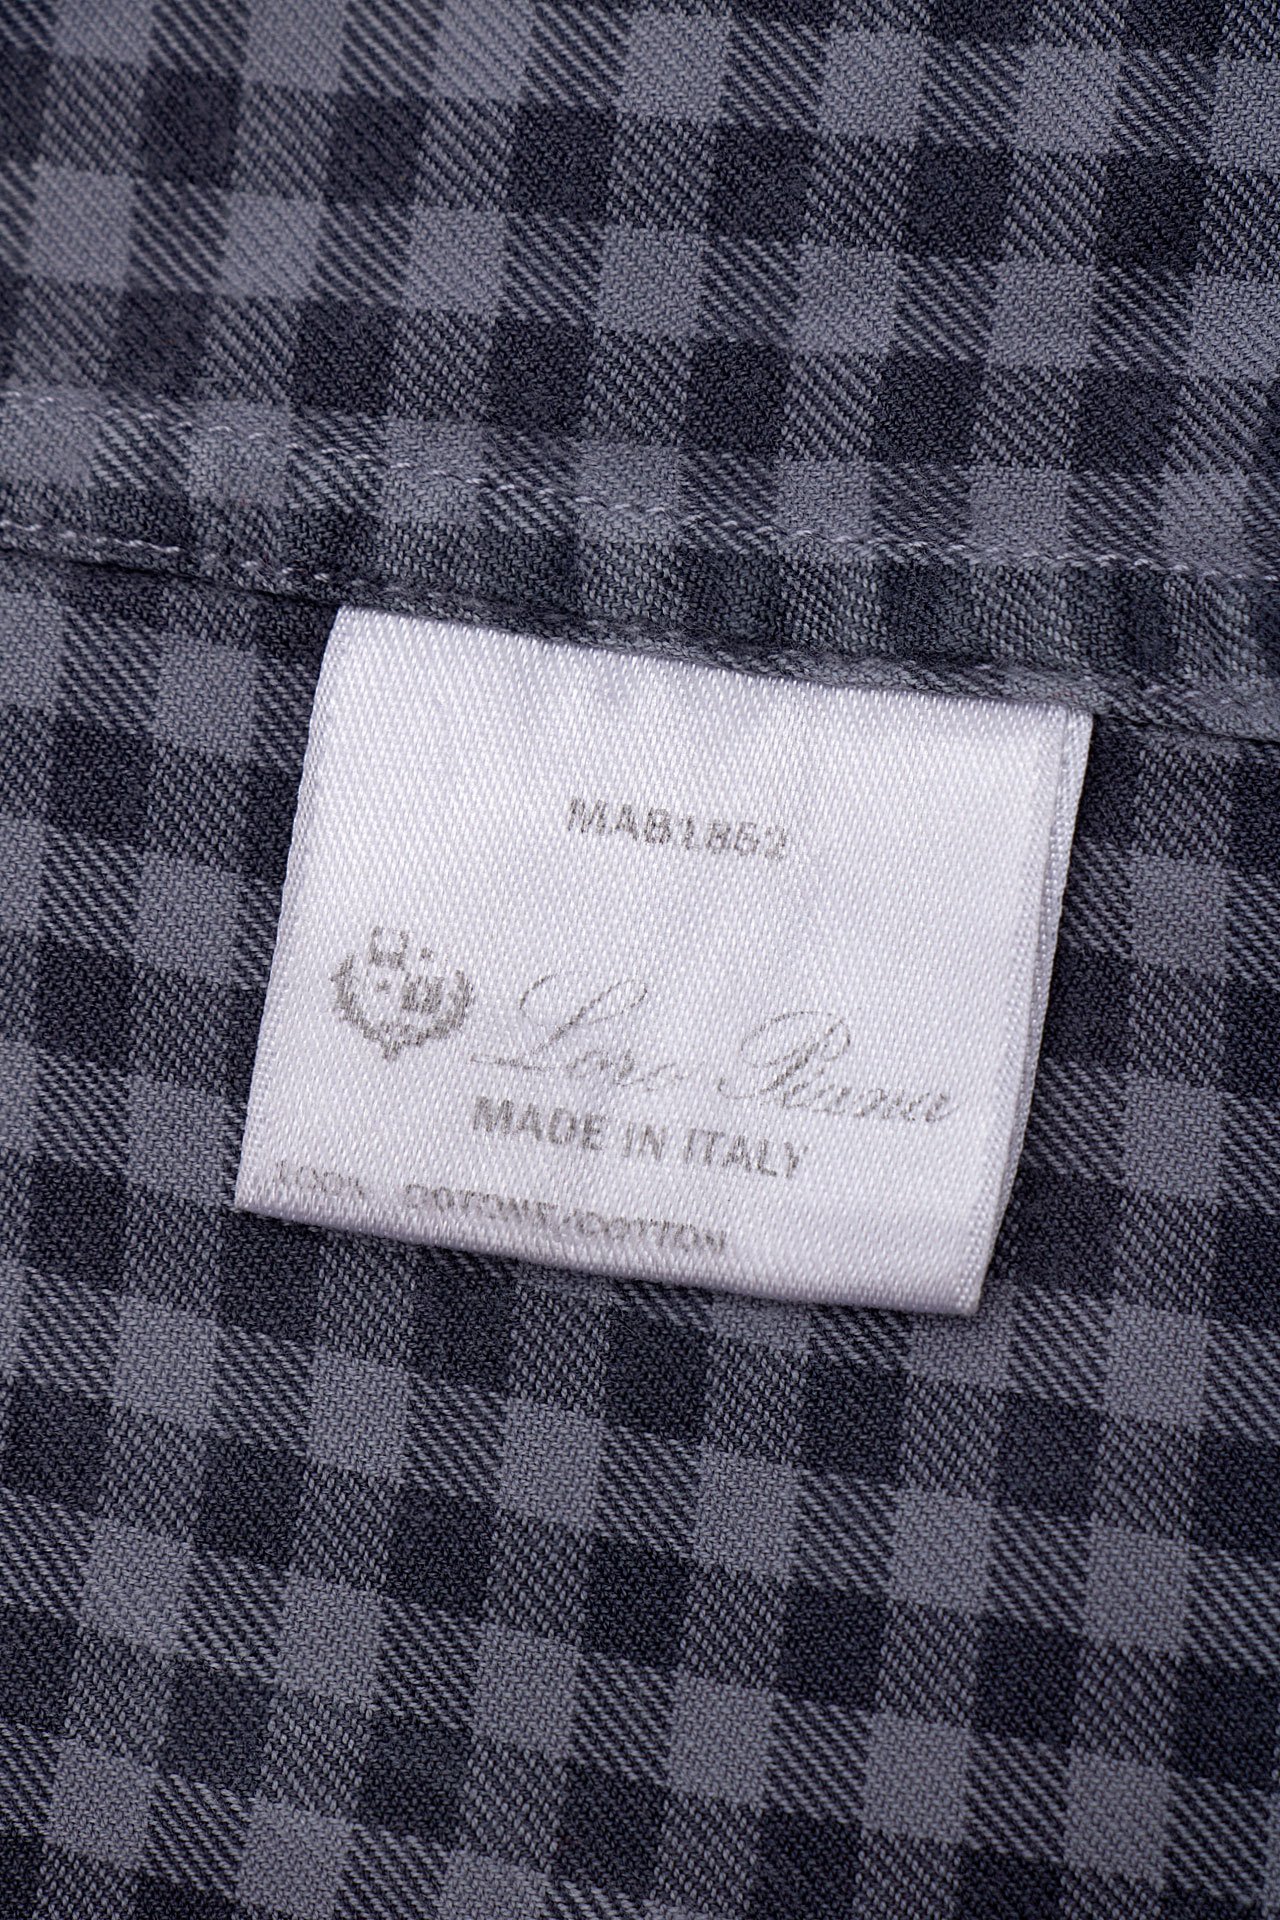 MAB1852
Loro Piana
MADE IN ITALY
100% COTONE/COTTON